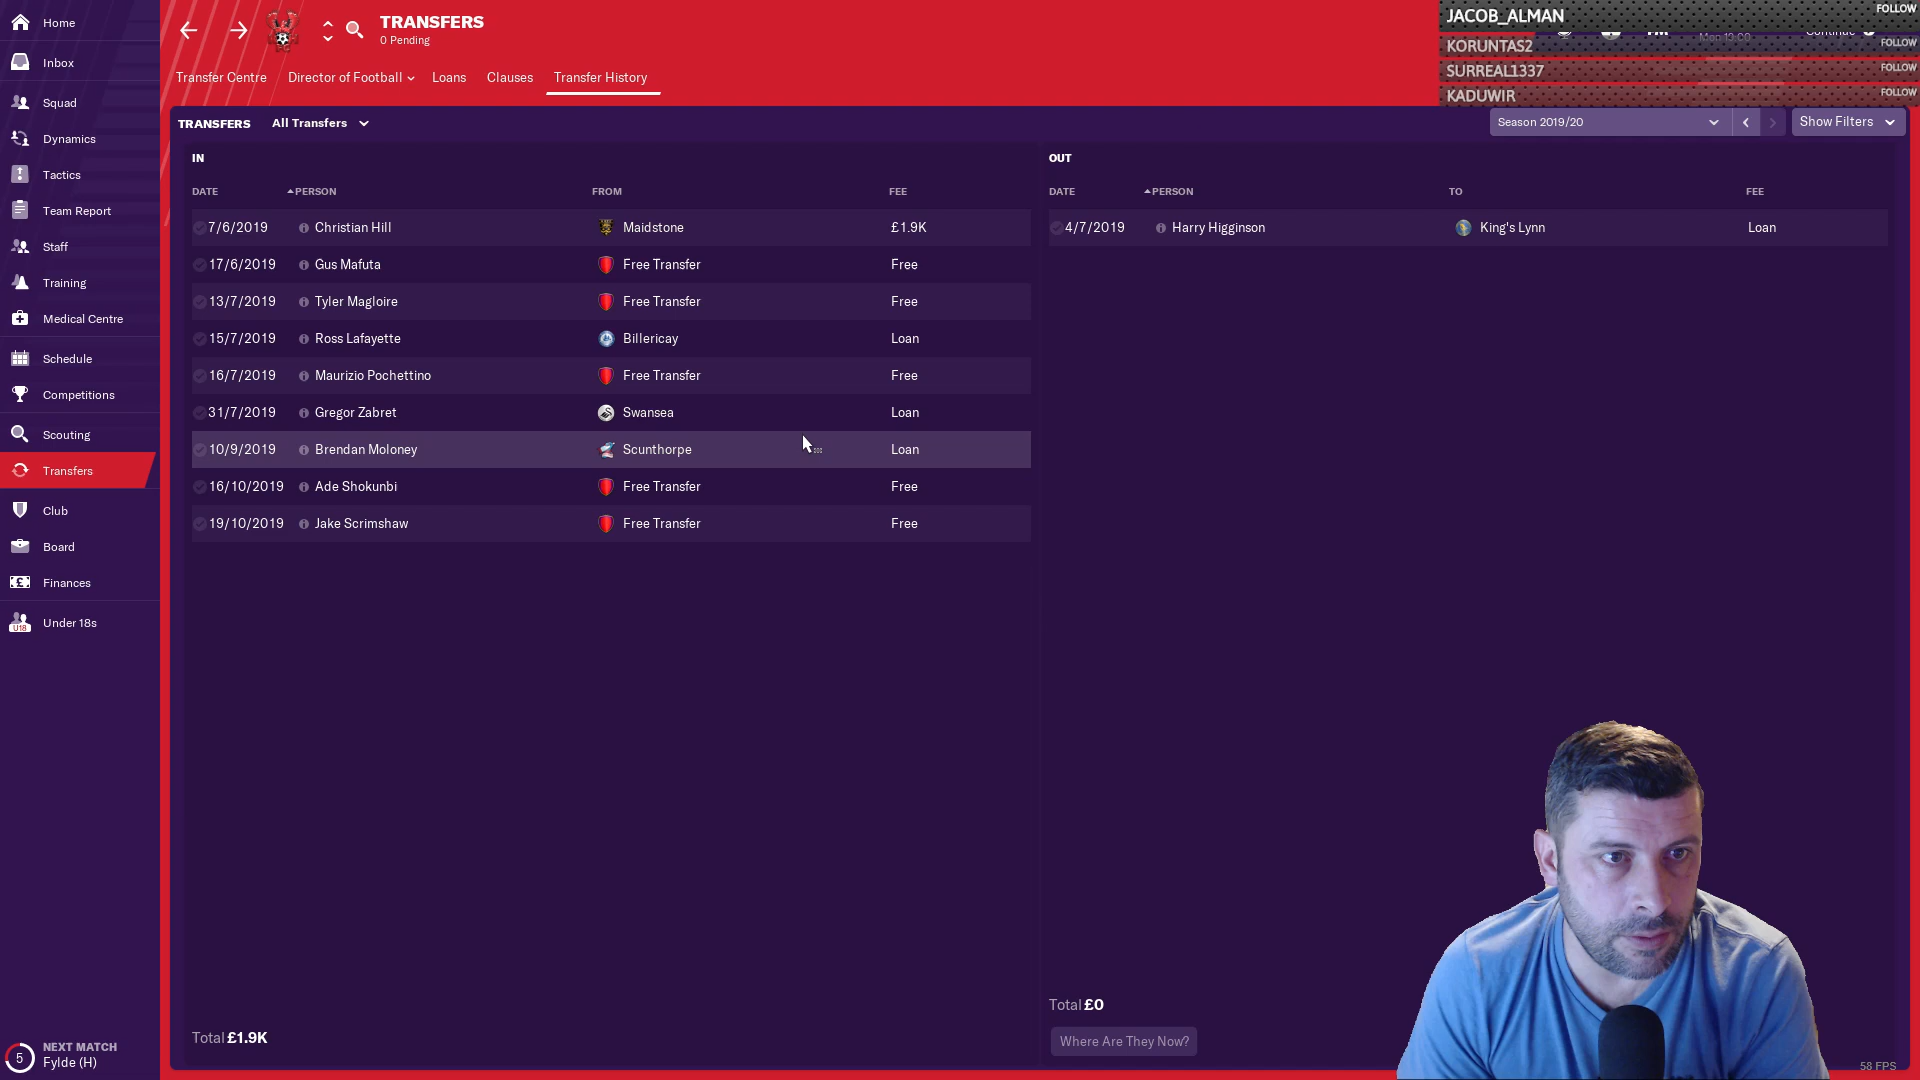 Home
Inbox
Squad
Dynamics
Tactics
Team Report
Staff
Training
Medical Centre
Schedule
Competitions
Scouting
Transfers
Club
Board
Finances
U18
Under 18s
5
NEXT MATCH
Fylde (H)
TRANSFERS
0 Pending
Transfer Centre
Director of Football
Loans
Clauses
Transfer History
JACOB_ALMAN FOLLOW
KORUNTAS2 FOLLOW
SURREAL1337 FOLLOW
KADUWIR FOLLOW
TRANSFERS
All Transfers
Season 2019/20
Show Filters
IN
DATE PERSON FROM FEE
7/6/2019 Christian Hill Maidstone £1.9K
17/6/2019 Gus Mafuta Free Transfer Free
13/7/2019 Tyler Magloire Free Transfer Free
15/7/2019 Ross Lafayette Billericay Loan
16/7/2019 Maurizio Pochettino Free Transfer Free
31/7/2019 Gregor Zabret Swansea Loan
10/9/2019 Brendan Moloney Scunthorpe Loan
16/10/2019 Ade Shokunbi Free Transfer Free
19/10/2019 Jake Scrimshaw Free Transfer Free
Total £1.9K
OUT
DATE PERSON TO FEE
4/7/2019 Harry Higginson King's Lynn Loan
Total £0
Where Are They Now?
58 FPS